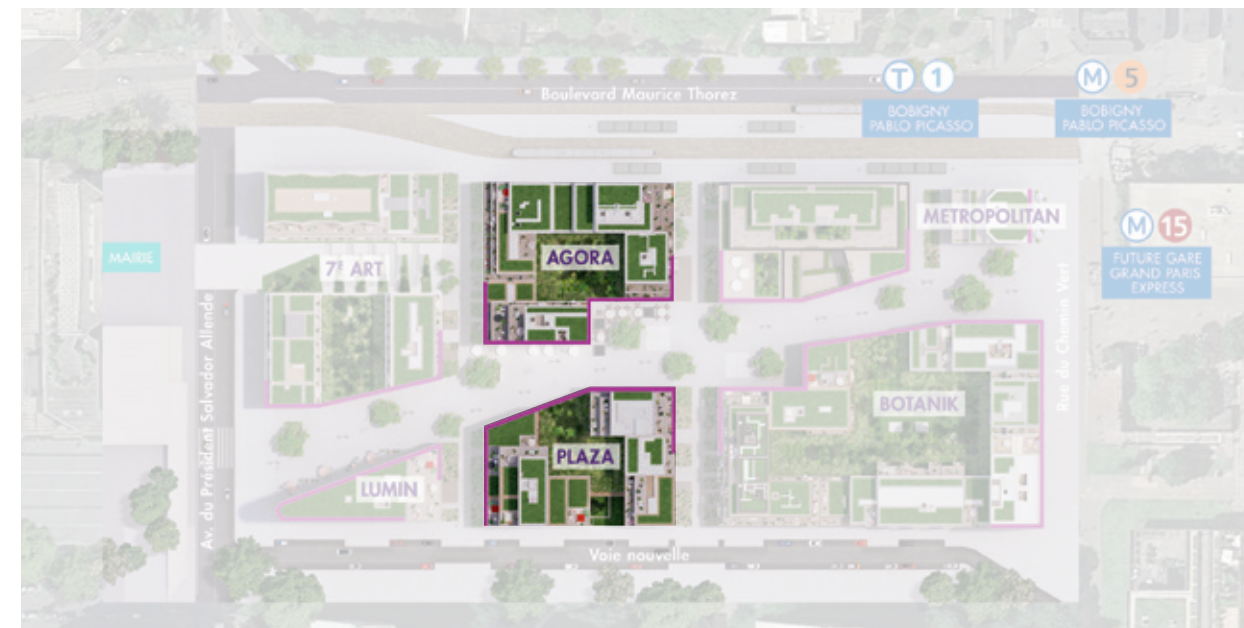 Boulevard Maurice Thorez
T 1
BOBIGNY
PABLO PICASSO
M 5
BOBIGNY
PABLO PICASSO
METROPOLITAN
M 15
FUTURE GARE
GRAND PARIS
EXPRESS
MAIRIE
7E ART
AGORA
Av. du Président Salvador Allende
Rue du Chemin Vert
BOTANIK
PLAZA
LUMIN
Voie nouvelle